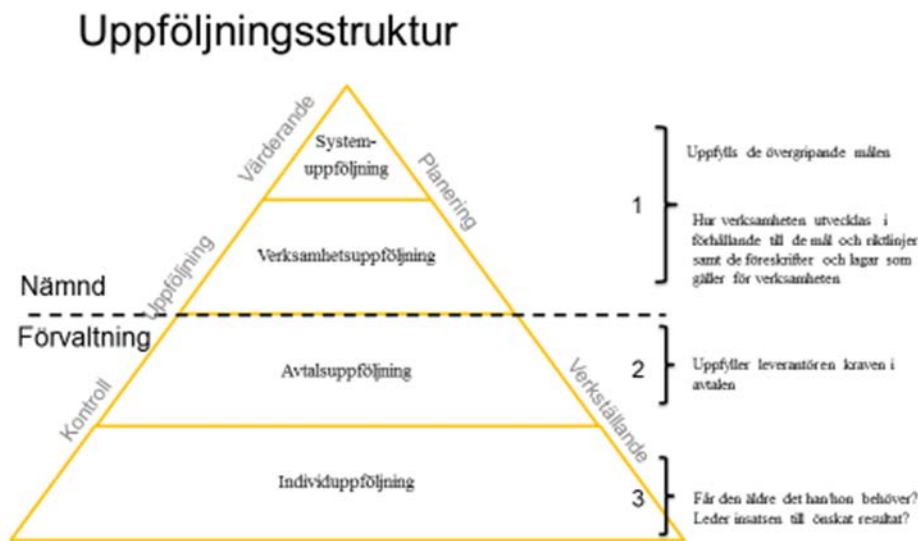 Uppföljningsstruktur
Värderande
Planering
System-
uppföljning
Verksamhetsuppföljning
Uppföljning
Nämnd
Förvaltning
Avtalsuppföljning
Kontroll
Verkställande
Individuppföljning
1
Uppfylls de övergripande målen
Hur verksamheten utvecklas i
förhållande till de mål och riktlinjer
samt de föreskrifter och lagar som
gäller för verksamheten
2
Uppfyller leverantören kraven i
avtalen
3
Får den äldre det han/hon behöver?
Leder insatsen till önskat resultat?